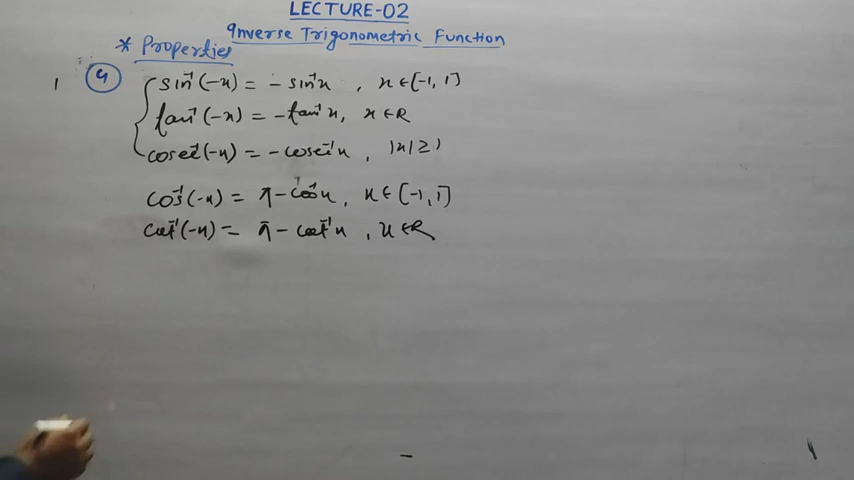 LECTURE-02
Inverse Trigonometric Function
* Properties
1 (4) sin⁻¹(-x) = - sin⁻¹x , x ∈ [-1, 1]
tan⁻¹(-x) = -tan⁻¹x, x ∈ R
cosec⁻¹(-x) = -cosec⁻¹x , |x| ≥ 1
cos⁻¹(-x) = π - cos⁻¹x, x ∈ [-1, 1]
cot⁻¹(-x) = π - cot⁻¹x , x ∈ R